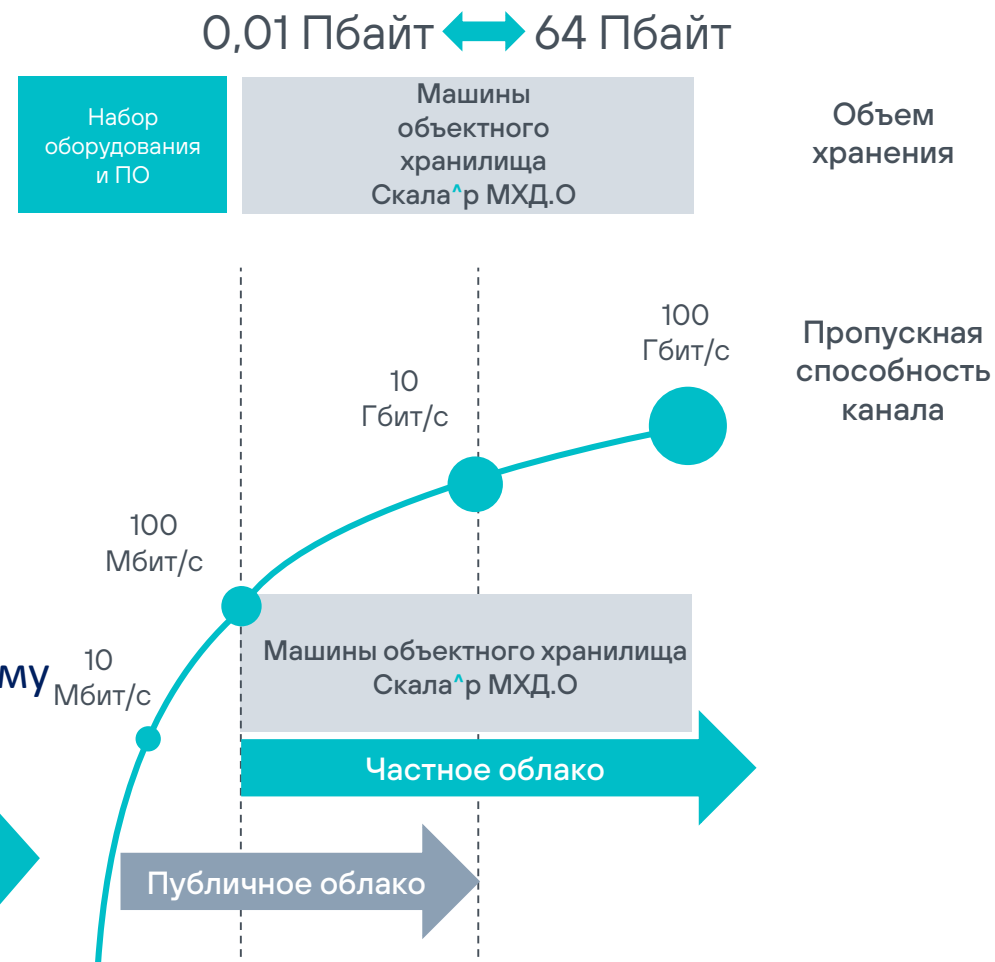 0,01 Пбайт 64 Пбайт
Набор
оборудования
и ПО
Машины
объектного
хранилища
Скала^р МХД.О
Объем
хранения
100
Гбит/с
Пропускная
способность
канала
10
Гбит/с
100
Мбит/с
Машины объектного хранилища
Скала^р МХД.О
му
10
Мбит/с
Частное облако
Публичное облако